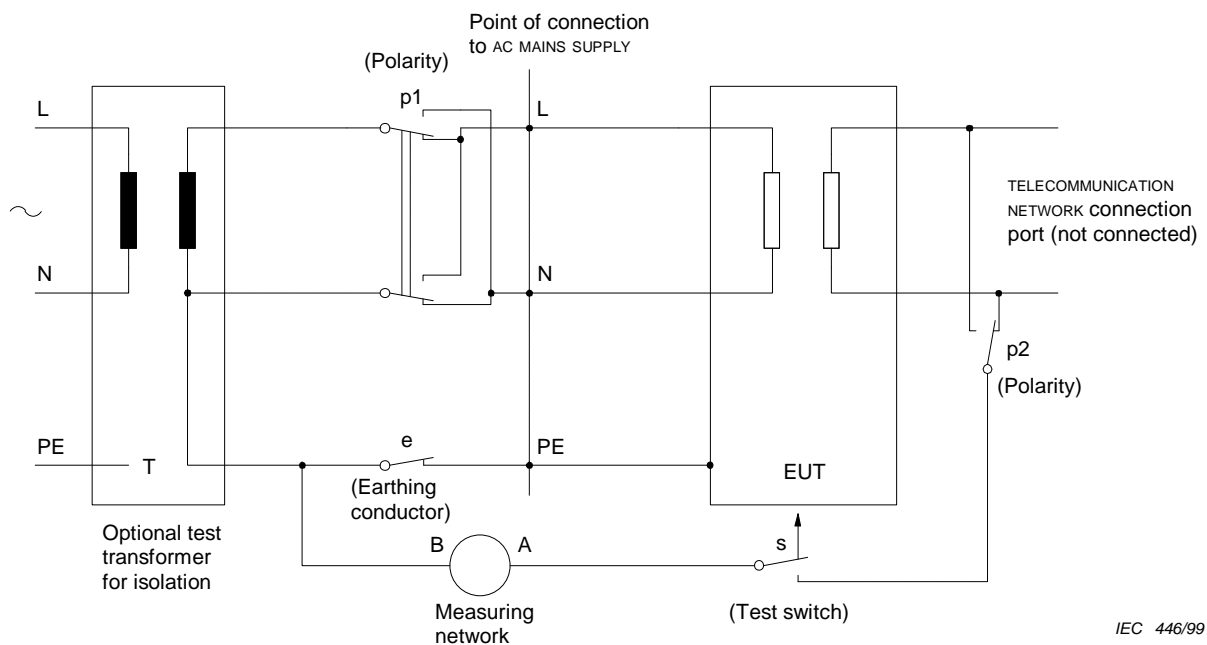 Point of connection
to AC MAINS SUPPLY
(Polarity)
p1
L
L
TELECOMMUNICATION
NETWORK connection
port (not connected)
N
N
p2
(Polarity)
PE
T
e
PE
EUT
(Earthing
conductor)
Optional test
transformer
for isolation
B
A
s
Measuring
network
(Test switch)
IEC 446/99